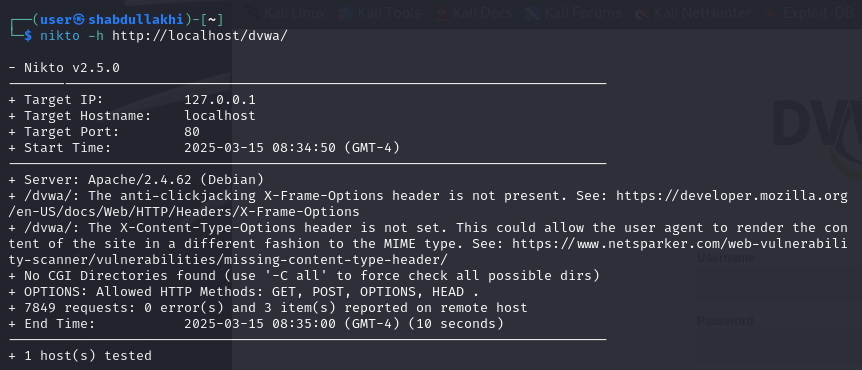 Kali Linux Kali Tools Kali Docs Kali Forums Kali NetHunter Exploit-DB
┌──(user㉿shabdullakhi)-[~]
└─$ nikto -h http://localhost/dvwa/
- Nikto v2.5.0
---------------------------------------------------------------------------
+ Target IP:          127.0.0.1
+ Target Hostname:    localhost
+ Target Port:        80
+ Start Time:         2025-03-15 08:34:50 (GMT-4)
---------------------------------------------------------------------------
+ Server: Apache/2.4.62 (Debian)
+ /dvwa/: The anti-clickjacking X-Frame-Options header is not present. See: https://developer.mozilla.org
/en-US/docs/Web/HTTP/Headers/X-Frame-Options
+ /dvwa/: The X-Content-Type-Options header is not set. This could allow the user agent to render the con
tent of the site in a different fashion to the MIME type. See: https://www.netsparker.com/web-vulnerabili
ty-scanner/vulnerabilities/missing-content-type-header/
Username
+ No CGI Directories found (use '-C all' to force check all possible dirs)
+ OPTIONS: Allowed HTTP Methods: GET, POST, OPTIONS, HEAD .
+ 7849 requests: 0 error(s) and 3 item(s) reported on remote host
+ End Time:           2025-03-15 08:35:00 (GMT-4) (10 seconds)
Password
---------------------------------------------------------------------------
+ 1 host(s) tested